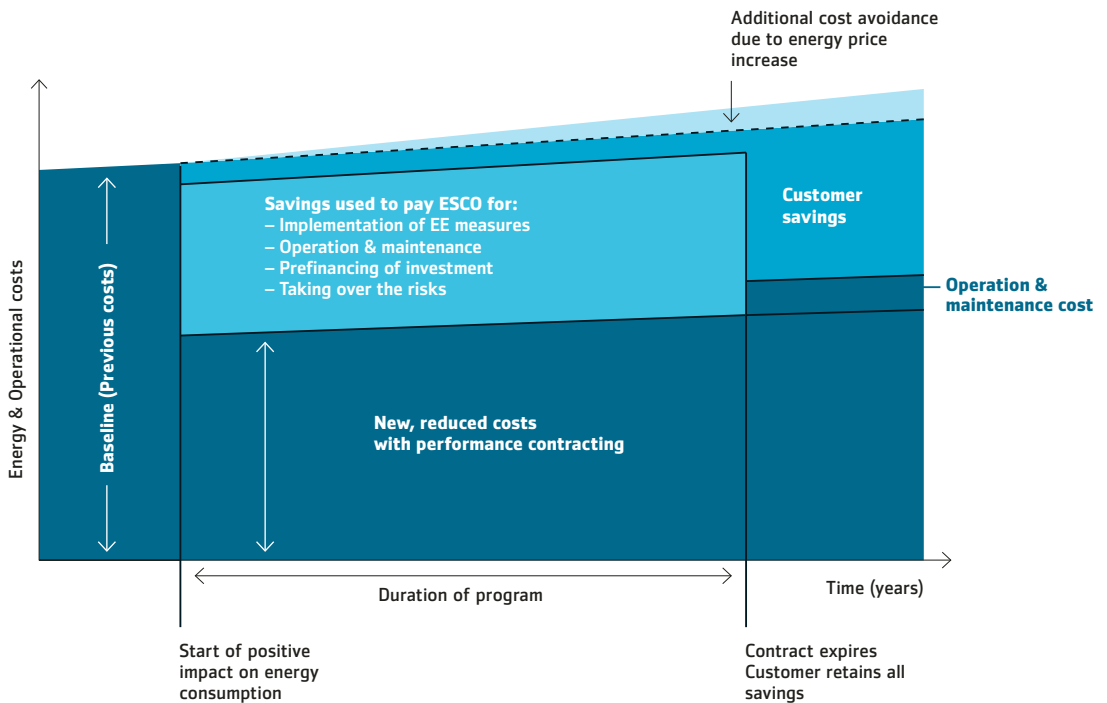 Additional cost avoidance
due to energy price
increase
Energy & Operational costs
Baseline (Previous costs)
Savings used to pay ESCO for:
– Implementation of EE measures
– Operation & maintenance
– Prefinancing of investment
– Taking over the risks
Customer
savings
Operation &
maintenance cost
New, reduced costs
with performance contracting
Duration of program
Time (years)
Start of positive
impact on energy
consumption
Contract expires
Customer retains all
savings